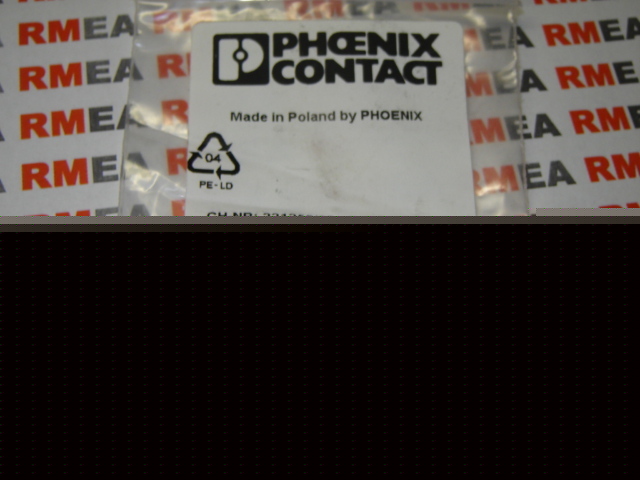 PHŒNIX
CONTACT
Made in Poland by PHOENIX
04
PE-LD
RMEA RMEA
RMEA RMEA
RMEA RMEA
RMEA RMEA